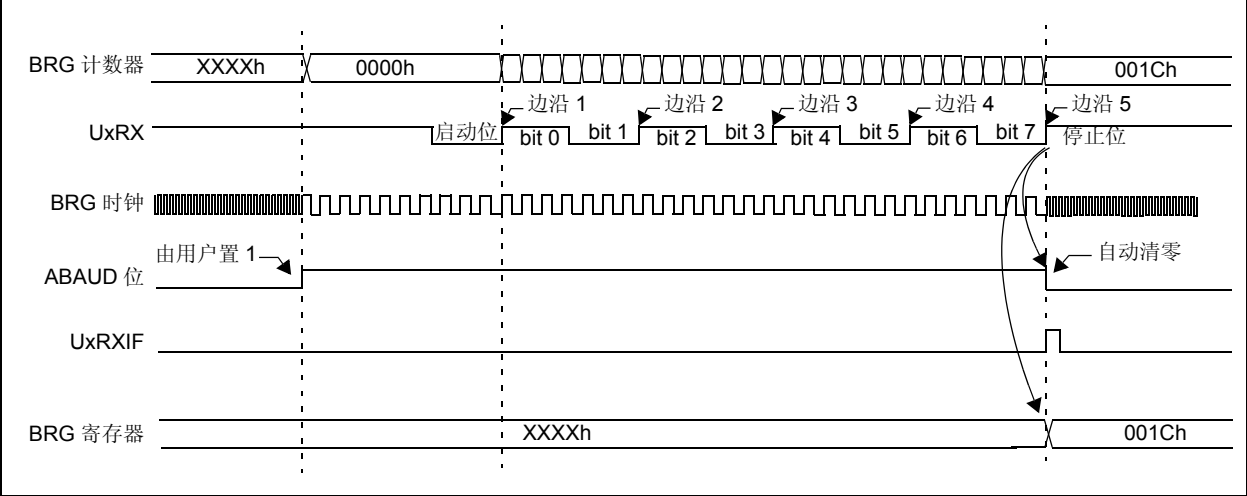 BRG 计数器 XXXXh 0000h 001Ch
边沿 1 边沿 2 边沿 3 边沿 4 边沿 5
UxRX 启动位 bit 0 bit 1 bit 2 bit 3 bit 4 bit 5 bit 6 bit 7 停止位
BRG 时钟
由用户置 1 自动清零
ABAUD 位
UxRXIF
BRG 寄存器 XXXXh 001Ch